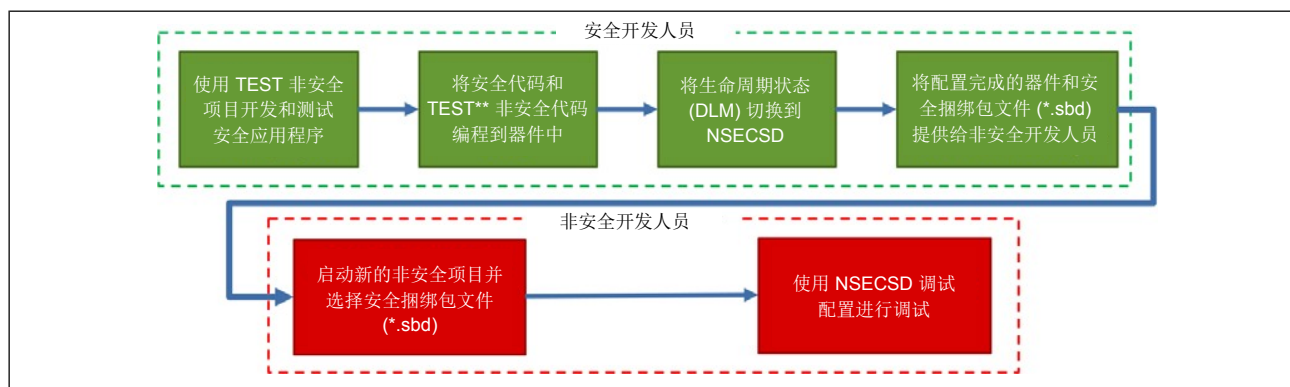 安全开发人员
使用 TEST 非安全
项目开发和测试
安全应用程序
将安全代码和
TEST** 非安全代码
编程到器件中
将生命周期状态
(DLM) 切换到
NSECSD
将配置完成的器件和安
全捆绑包文件 (*.sbd)
提供给非安全开发人员
非安全开发人员
启动新的非安全项目并
选择安全捆绑包文件
(*.sbd)
使用 NSECSD 调试
配置进行调试